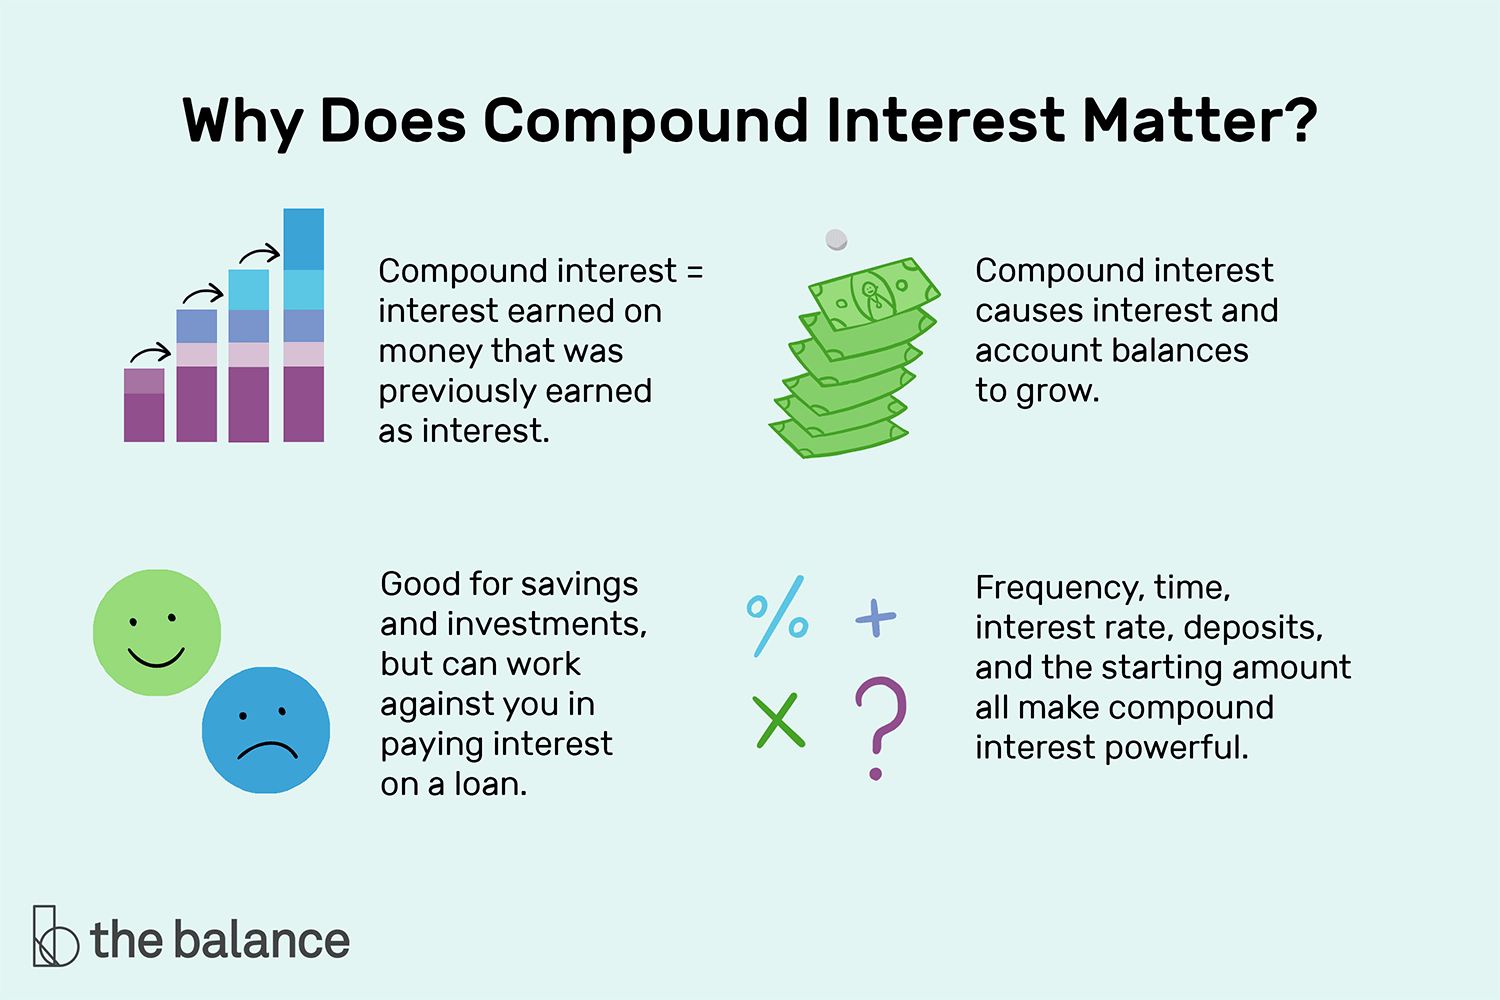 Why Does Compound Interest Matter?
Compound interest =
interest earned on
money that was
previously earned
as interest.
Compound interest
causes interest and
account balances
to grow.
Good for savings
and investments,
but can work
against you in
paying interest
on a loan.
% +
× ?
Frequency, time,
interest rate, deposits,
and the starting amount
all make compound
interest powerful.
the balance